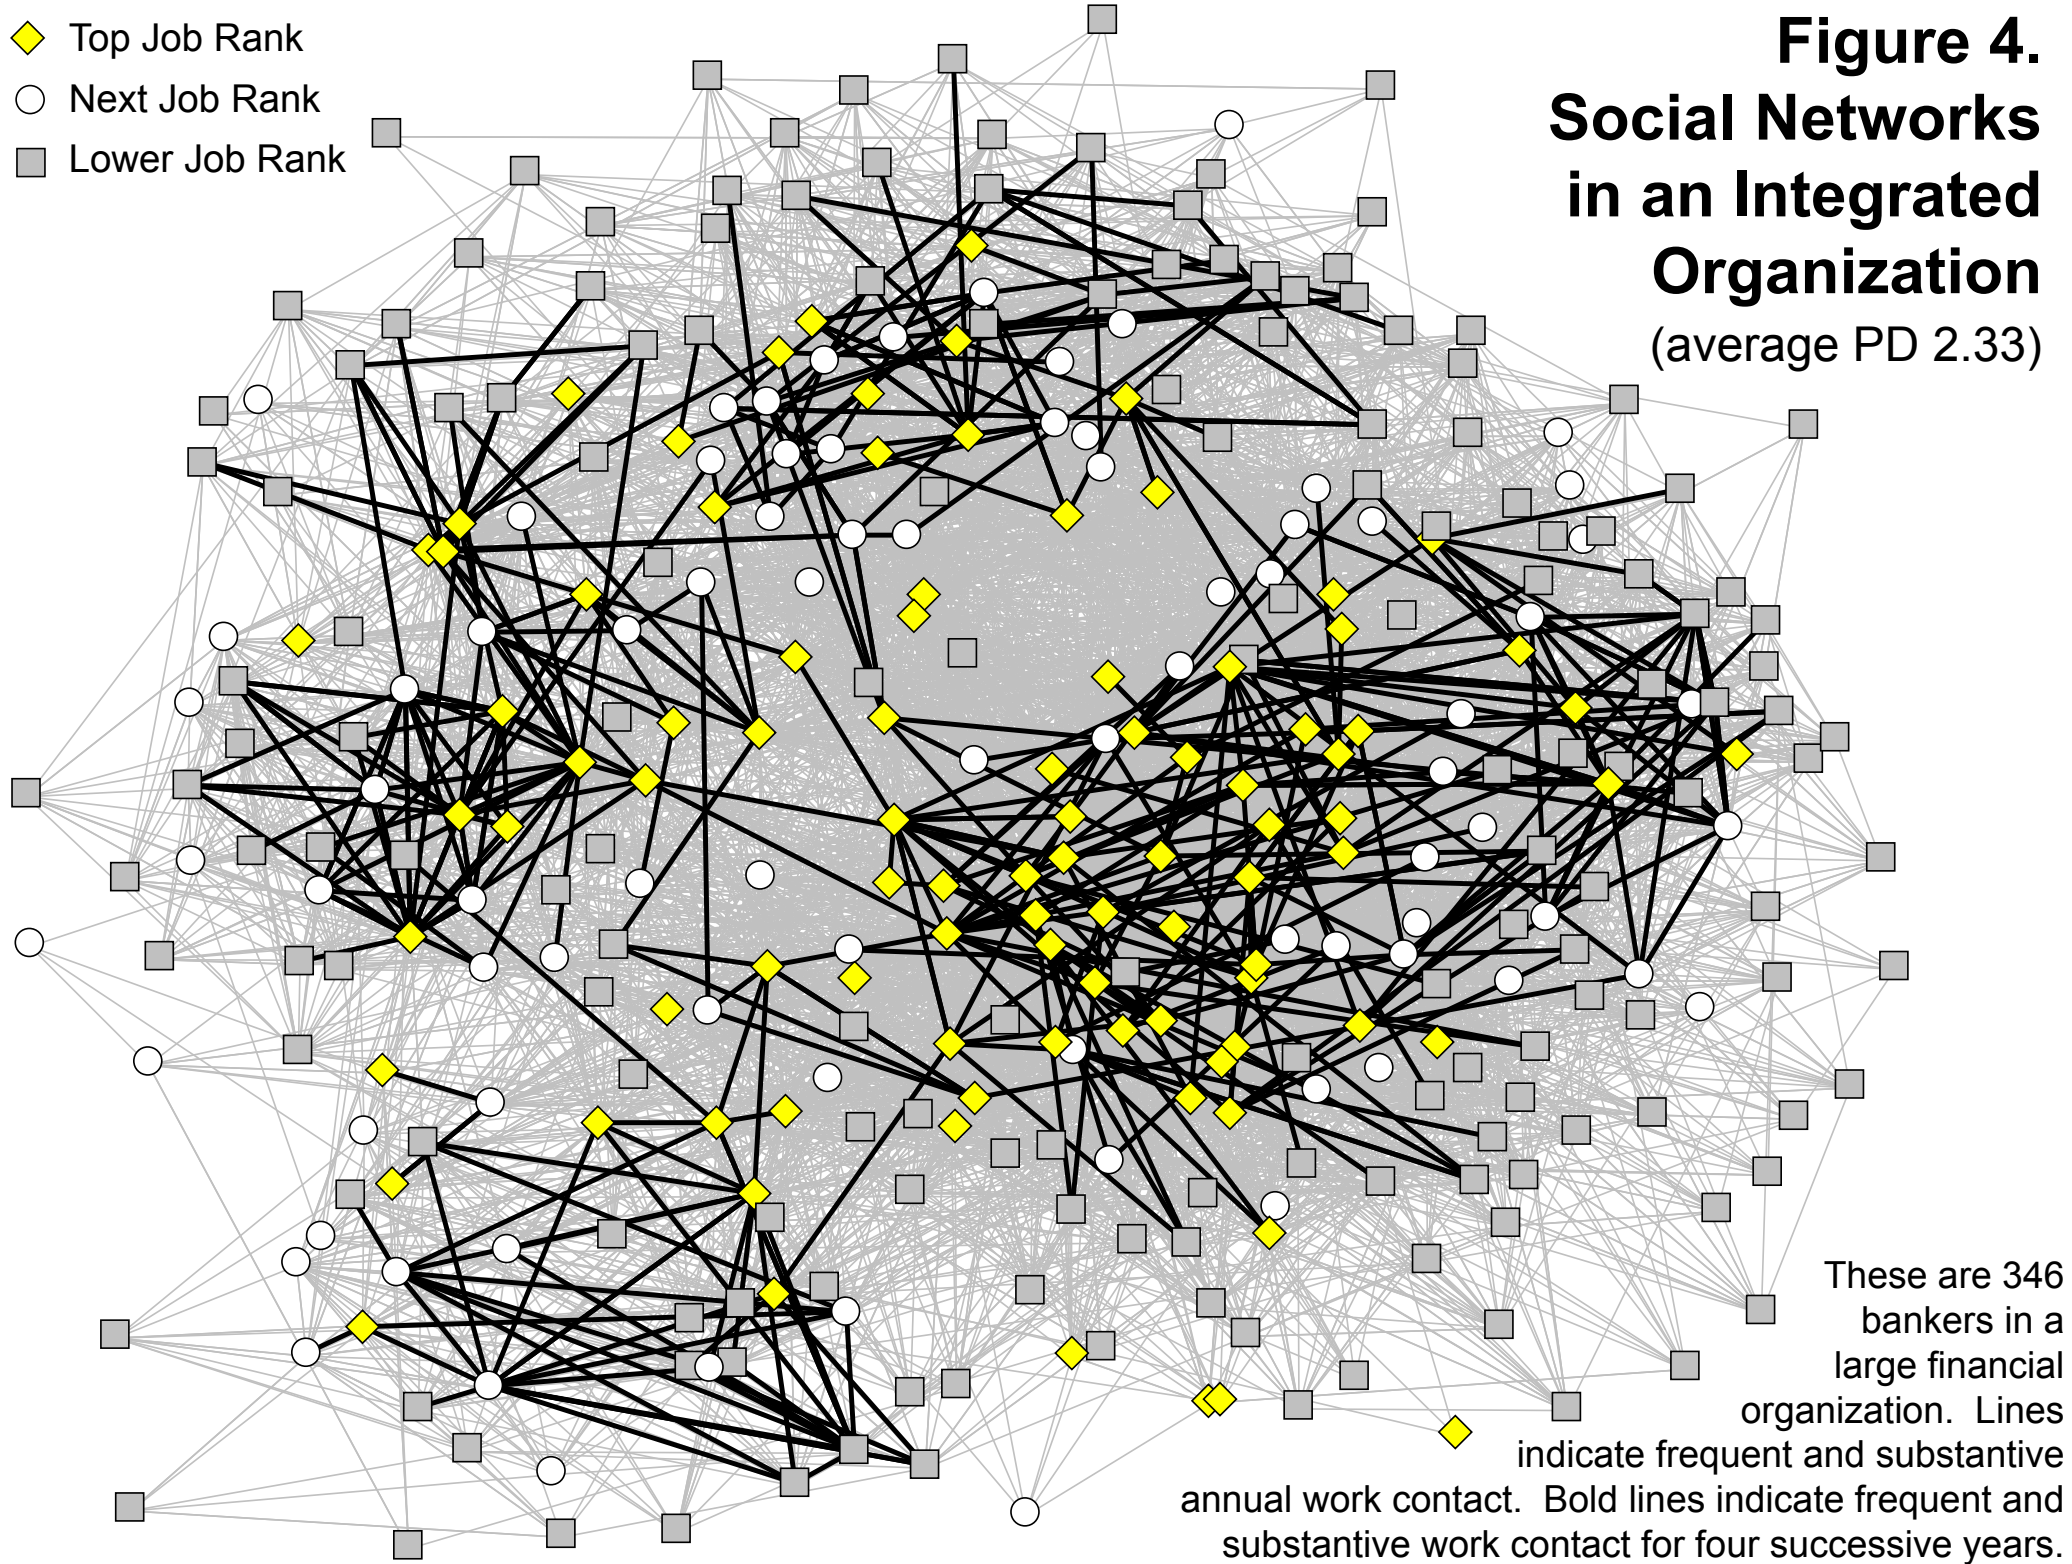 Top Job Rank
Next Job Rank
Lower Job Rank
Figure 4.
Social Networks
in an Integrated
Organization
(average PD 2.33)
These are 346
bankers in a
large financial
organization.  Lines
indicate frequent and substantive
annual work contact.  Bold lines indicate frequent and
substantive work contact for four successive years.